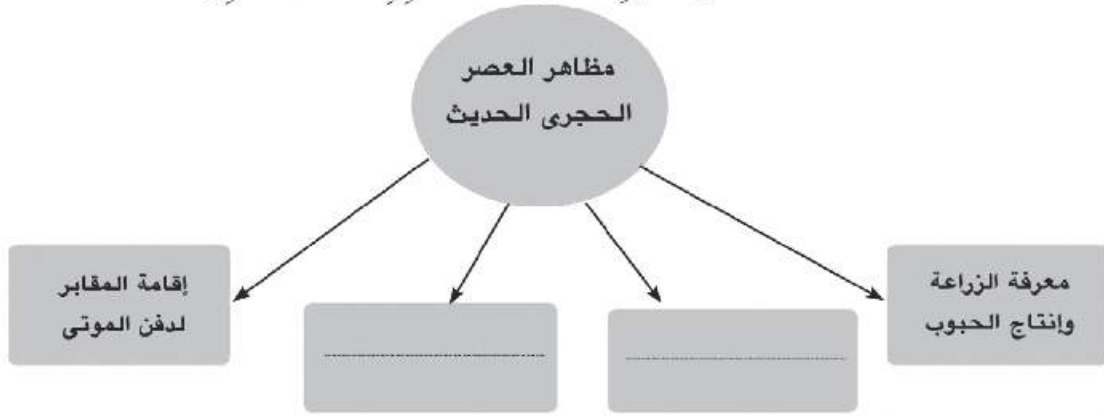 مظاهر العصر
الحجرى الحديث
معرفة الزراعة
وإنتاج الحبوب
إقامة المقابر
لدفن الموتى